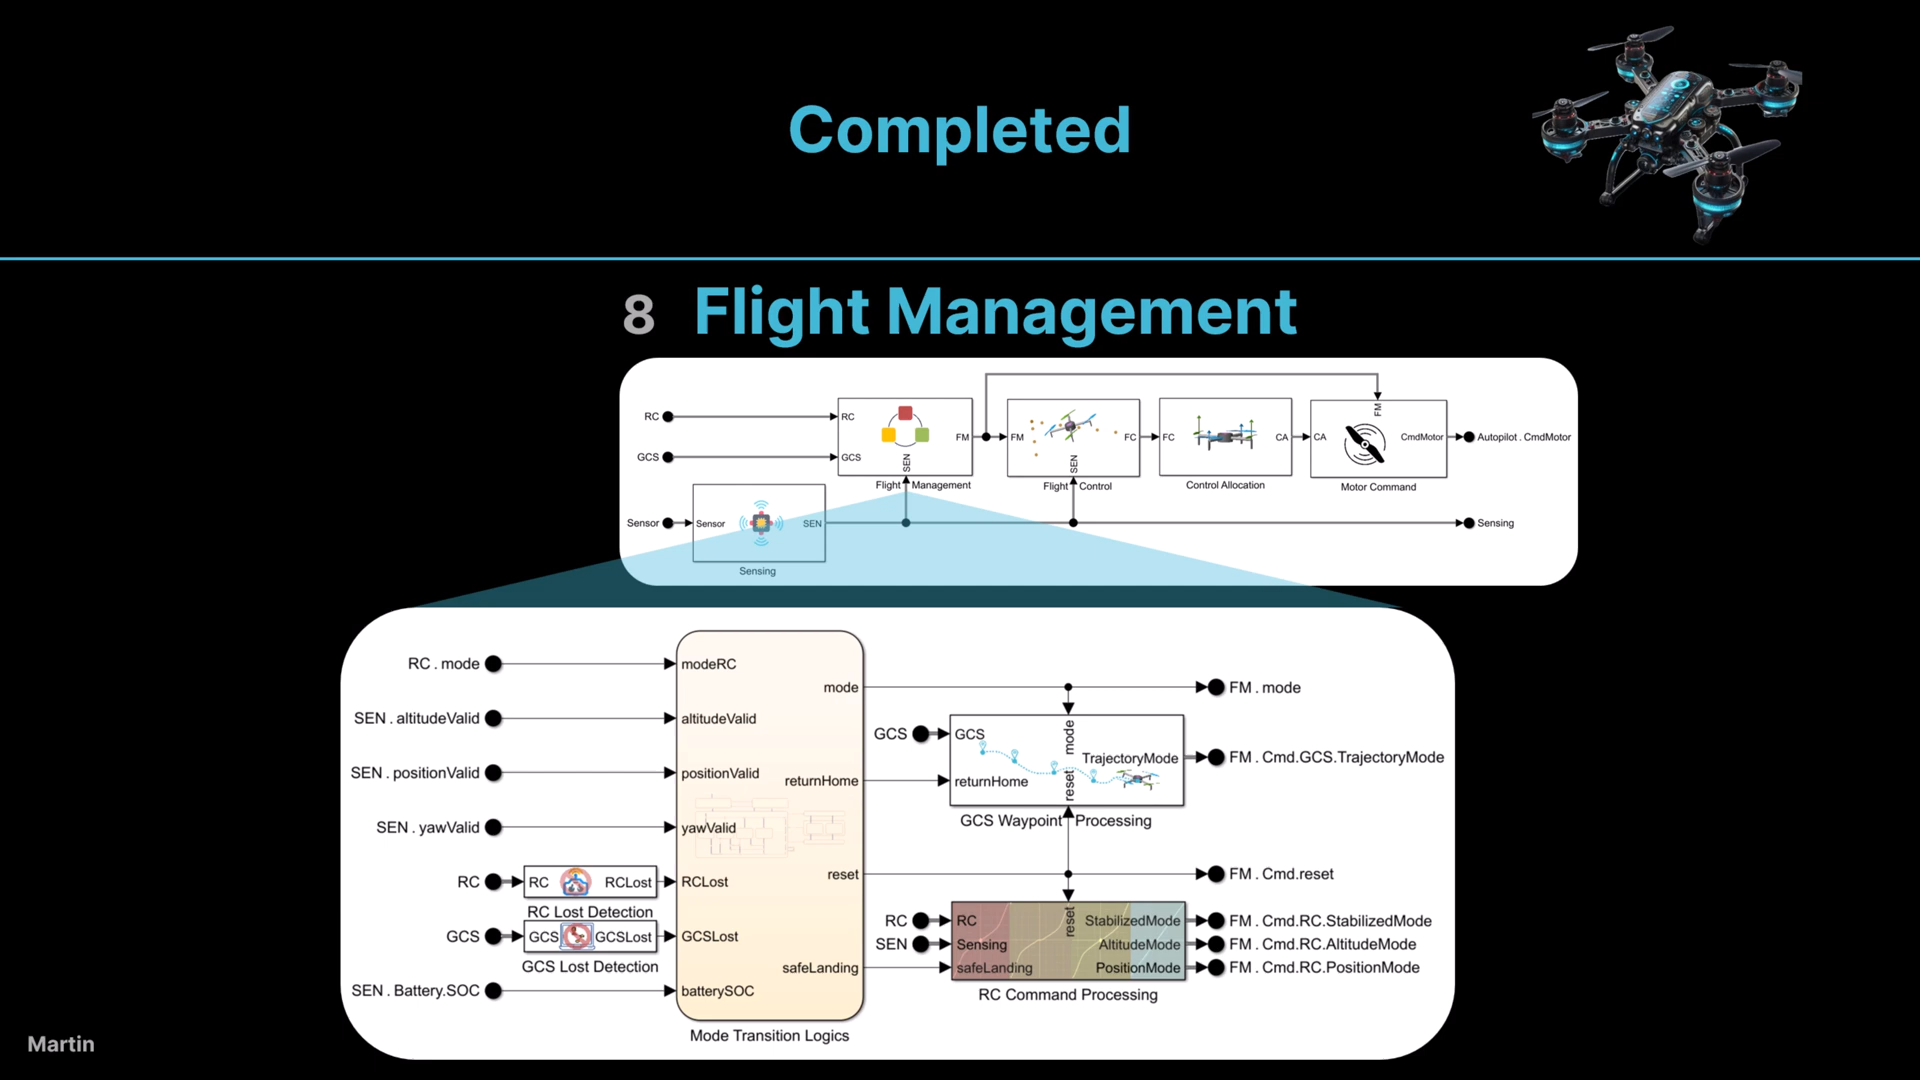 Completed
8 Flight Management
RC
RC
GCS
GCS
SEN
FM
Flight Management
FM
SEN
FC
Flight Control
FC
CA
Control Allocation
CA
FM
CmdMotor
Motor Command
Autopilot . CmdMotor
Sensor
Sensor
SEN
Sensing
Sensing
RC . mode
modeRC
SEN . altitudeValid
altitudeValid
SEN . positionValid
positionValid
SEN . yawValid
yawValid
RC
RC
RCLost
RCLost
RC Lost Detection
GCS
GCS
GCSLost
GCSLost
GCS Lost Detection
SEN . Battery.SOC
batterySOC
mode
returnHome
reset
safeLanding
Mode Transition Logics
FM . mode
GCS
GCS
mode
returnHome
reset
TrajectoryMode
FM . Cmd.GCS.TrajectoryMode
GCS Waypoint Processing
FM . Cmd.reset
RC
RC
reset
StabilizedMode
FM . Cmd.RC.StabilizedMode
SEN
Sensing
AltitudeMode
FM . Cmd.RC.AltitudeMode
safeLanding
PositionMode
FM . Cmd.RC.PositionMode
RC Command Processing
Martin